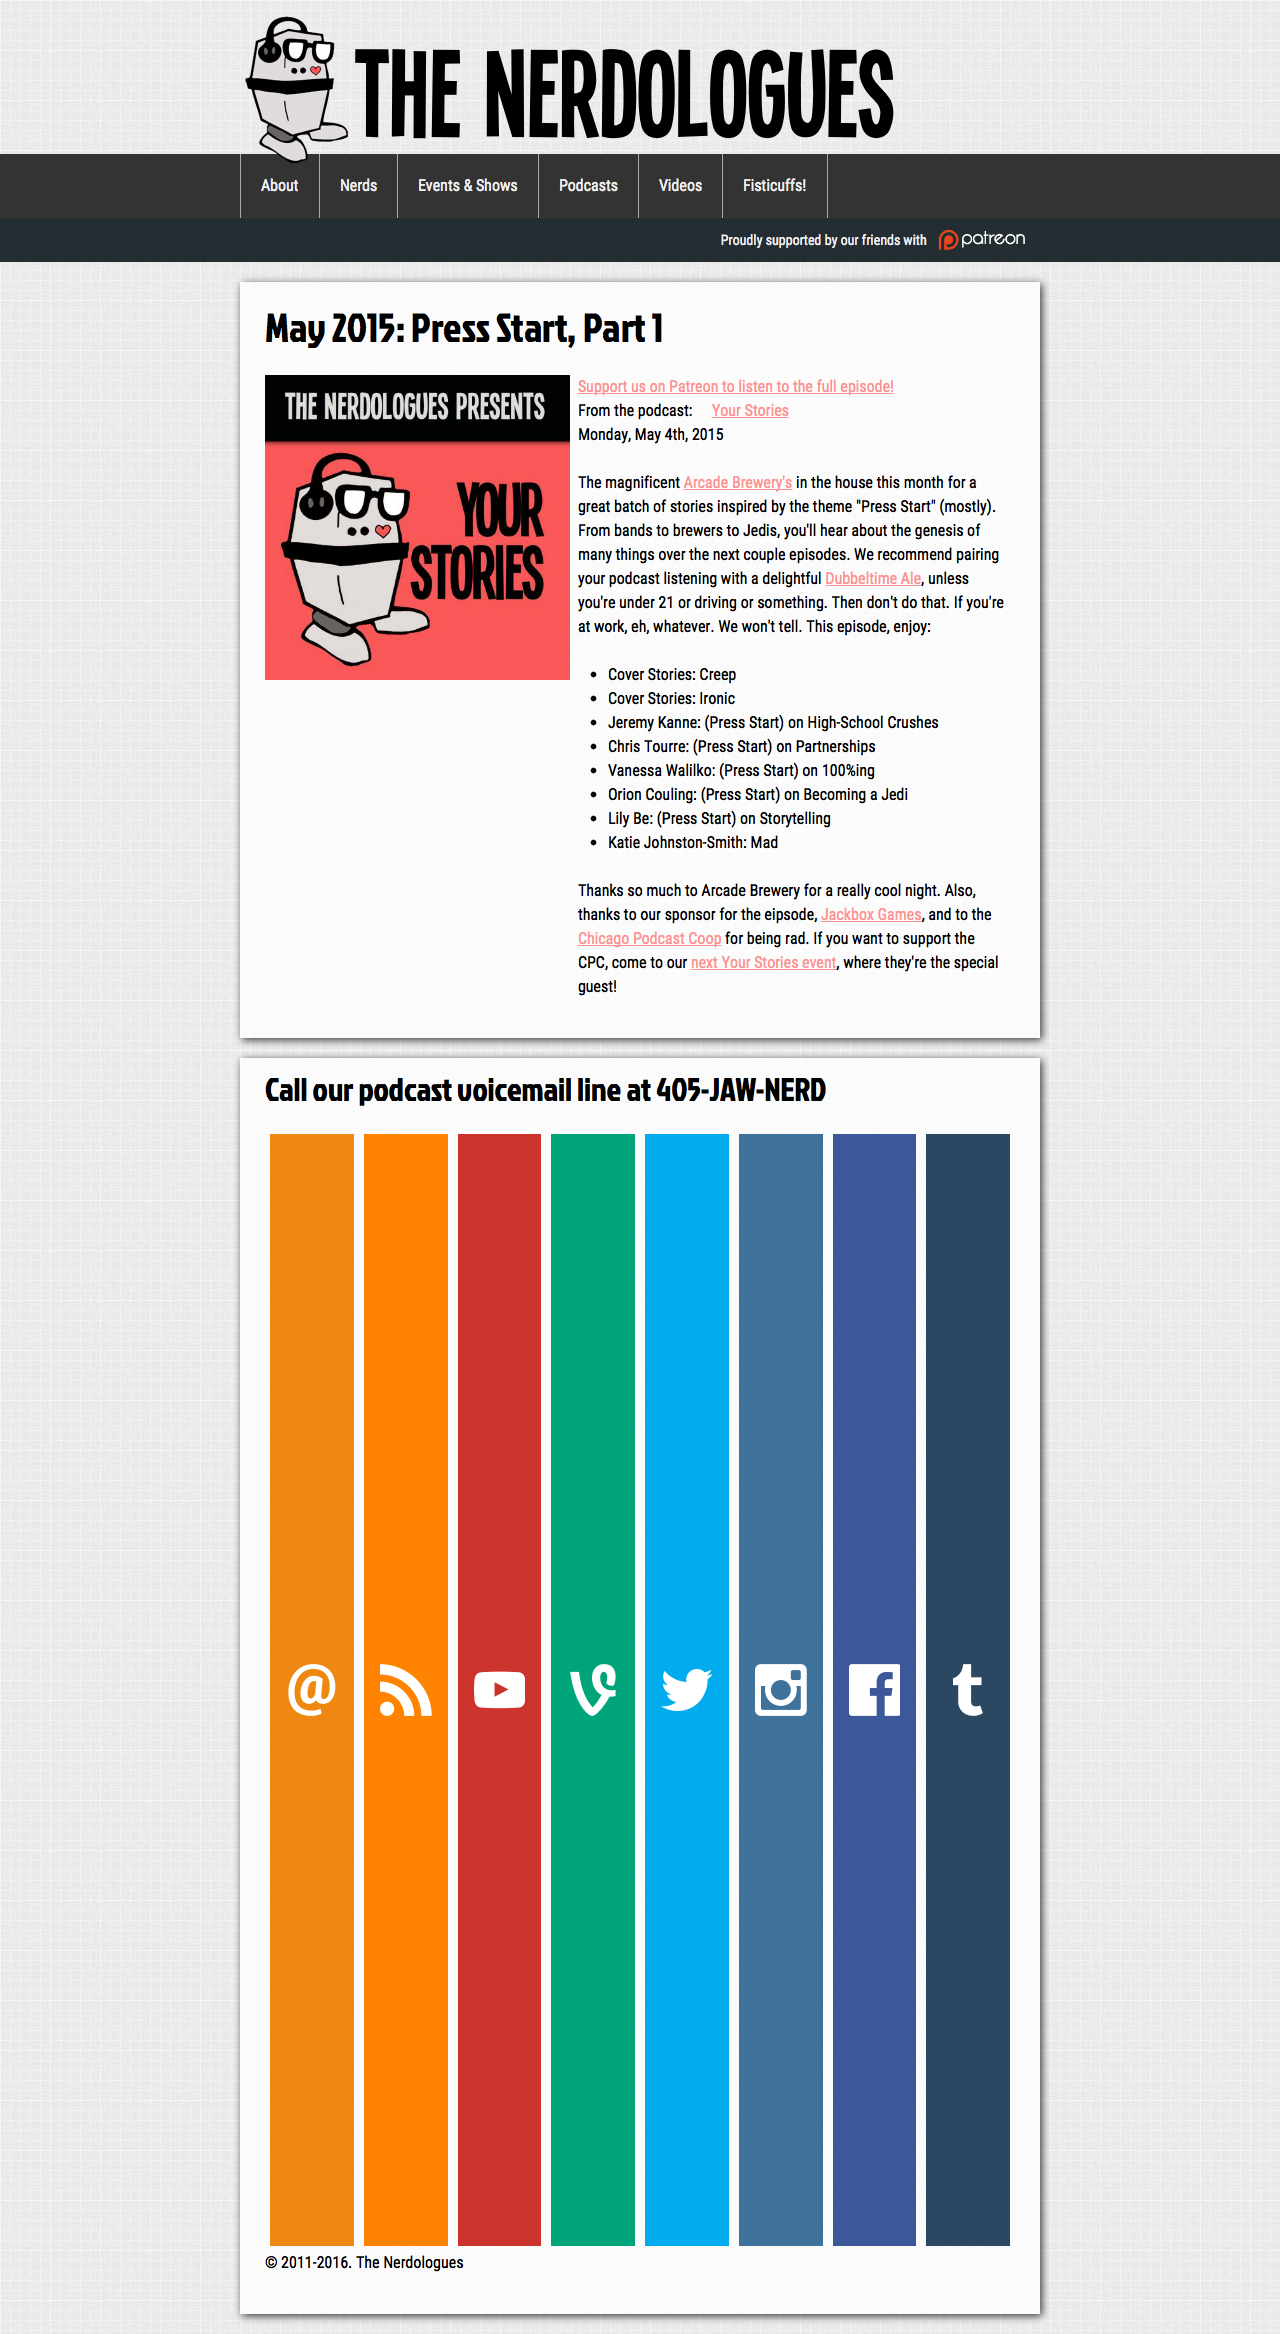 THE NERDOLOGUES
About
Nerds
Events & Shows
Podcasts
Videos
Fisticuffs!
Proudly supported by our friends with patreon
May 2015: Press Start, Part 1
THE NERDOLOGUES PRESENTS
YOUR
STORIES
Support us on Patreon to listen to the full episode!
From the podcast: Your Stories
Monday, May 4th, 2015
The magnificent Arcade Brewery's in the house this month for a
great batch of stories inspired by the theme "Press Start" (mostly).
From bands to brewers to Jedis, you'll hear about the genesis of
many things over the next couple episodes. We recommend pairing
your podcast listening with a delightful Dubbeltime Ale, unless
you're under 21 or driving or something. Then don't do that. If you're
at work, eh, whatever. We won't tell. This episode, enjoy:
• Cover Stories: Creep
• Cover Stories: Ironic
• Jeremy Kanne: (Press Start) on High-School Crushes
• Chris Tourre: (Press Start) on Partnerships
• Vanessa Walilko: (Press Start) on 100%ing
• Orion Couling: (Press Start) on Becoming a Jedi
• Lily Be: (Press Start) on Storytelling
• Katie Johnston-Smith: Mad
Thanks so much to Arcade Brewery for a really cool night. Also,
thanks to our sponsor for the eipsode, Jackbox Games, and to the
Chicago Podcast Coop for being rad. If you want to support the
CPC, come to our next Your Stories event, where they're the special
guest!
Call our podcast voicemail line at 405-JAW-NERD
© 2011-2016. The Nerdologues